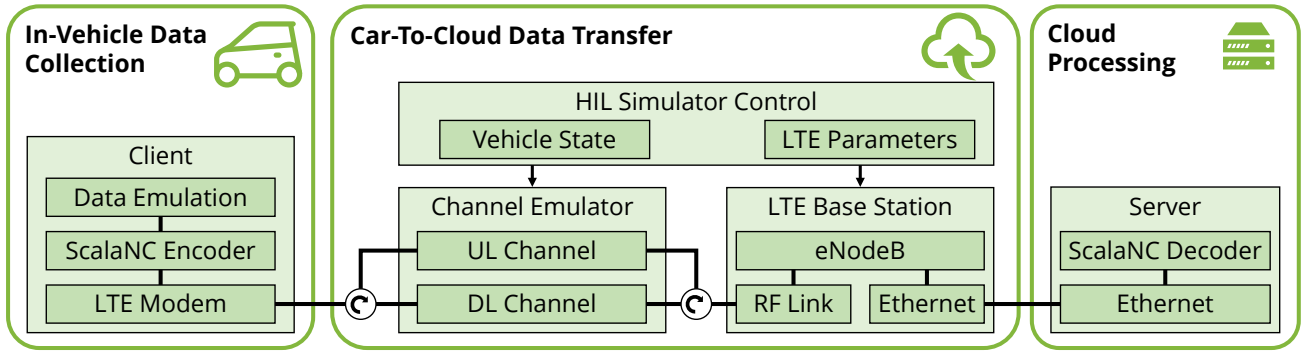 In-Vehicle Data
Collection
Client
Data Emulation
ScalaNC Encoder
LTE Modem
Car-To-Cloud Data Transfer
HIL Simulator Control
Vehicle State
LTE Parameters
Channel Emulator
UL Channel
DL Channel
LTE Base Station
eNodeB
RF Link
Ethernet
Cloud
Processing
Server
ScalaNC Decoder
Ethernet